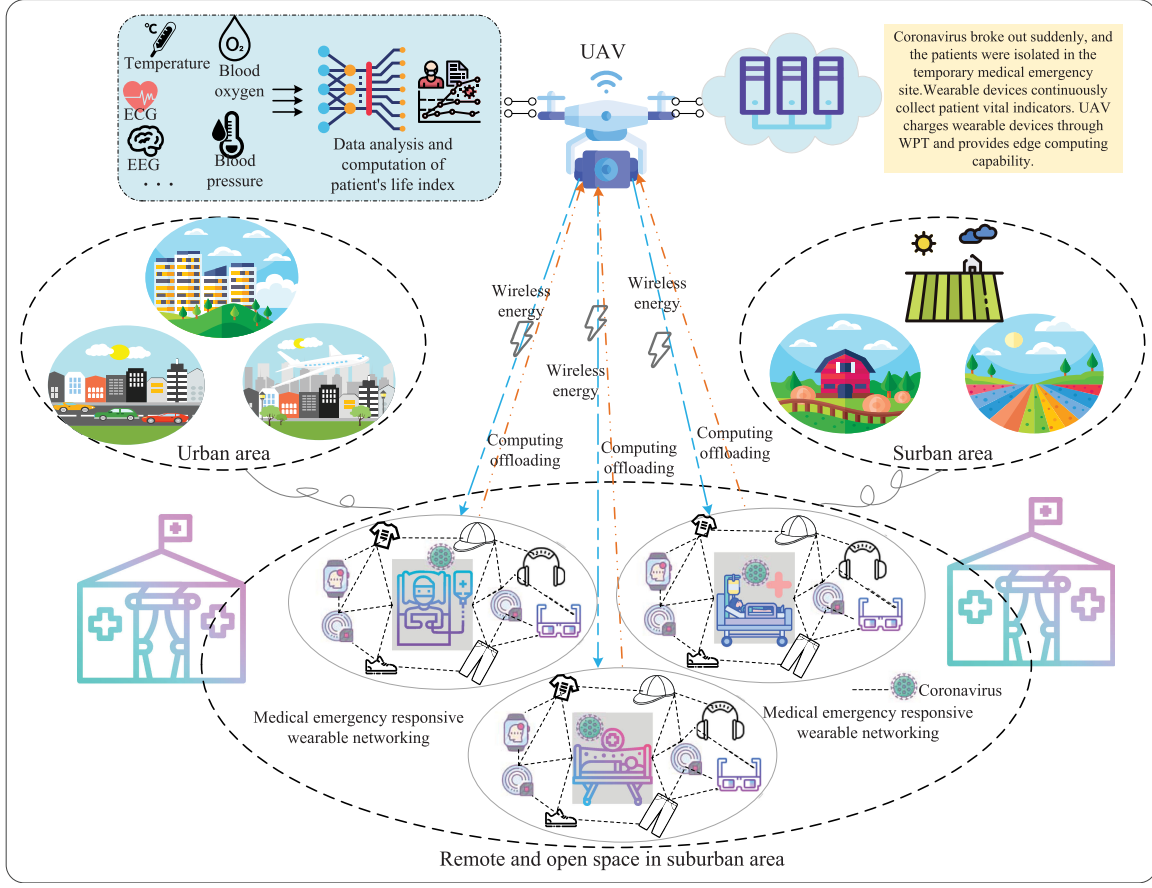 °C
Temperature
O₂
Blood
oxygen
ECG
EEG
Blood
pressure
. . .
Data analysis and
computation of
patient's life index
UAV
Coronavirus broke out suddenly, and
the patients were isolated in the
temporary medical emergency
site.Wearable devices continuously
collect patient vital indicators. UAV
charges wearable devices through
WPT and provides edge computing
capability.
Wireless
energy
Wireless
energy
Wireless
energy
Computing
offloading
Computing
offloading
Computing
offloading
Urban area
Surban area
Coronavirus
Medical emergency responsive
wearable networking
Medical emergency responsive
wearable networking
Remote and open space in suburban area